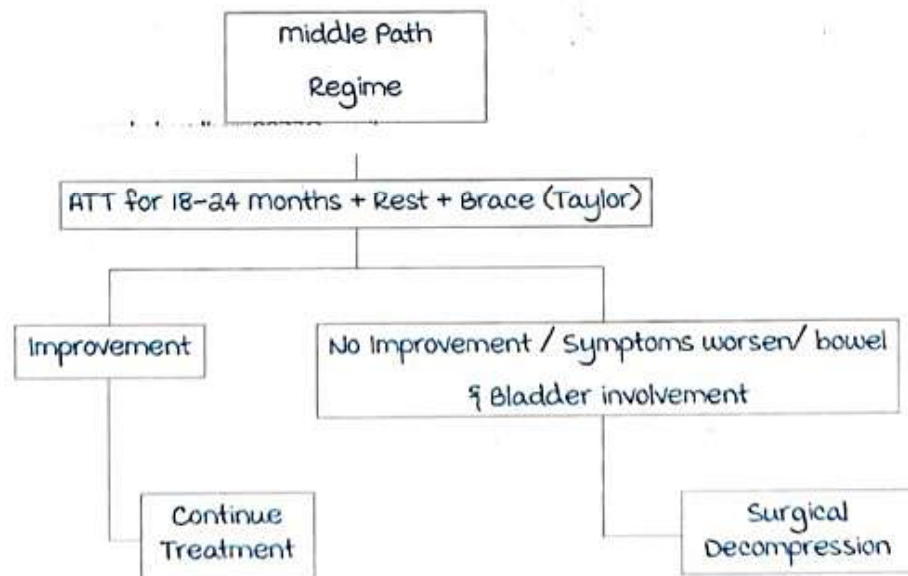 middle Path
Regime
ATT for 18-24 months + Rest + Brace (Taylor)
Improvement
No Improvement / Symptoms worsen/ bowel
& Bladder involvement
Continue
Treatment
Surgical
Decompression